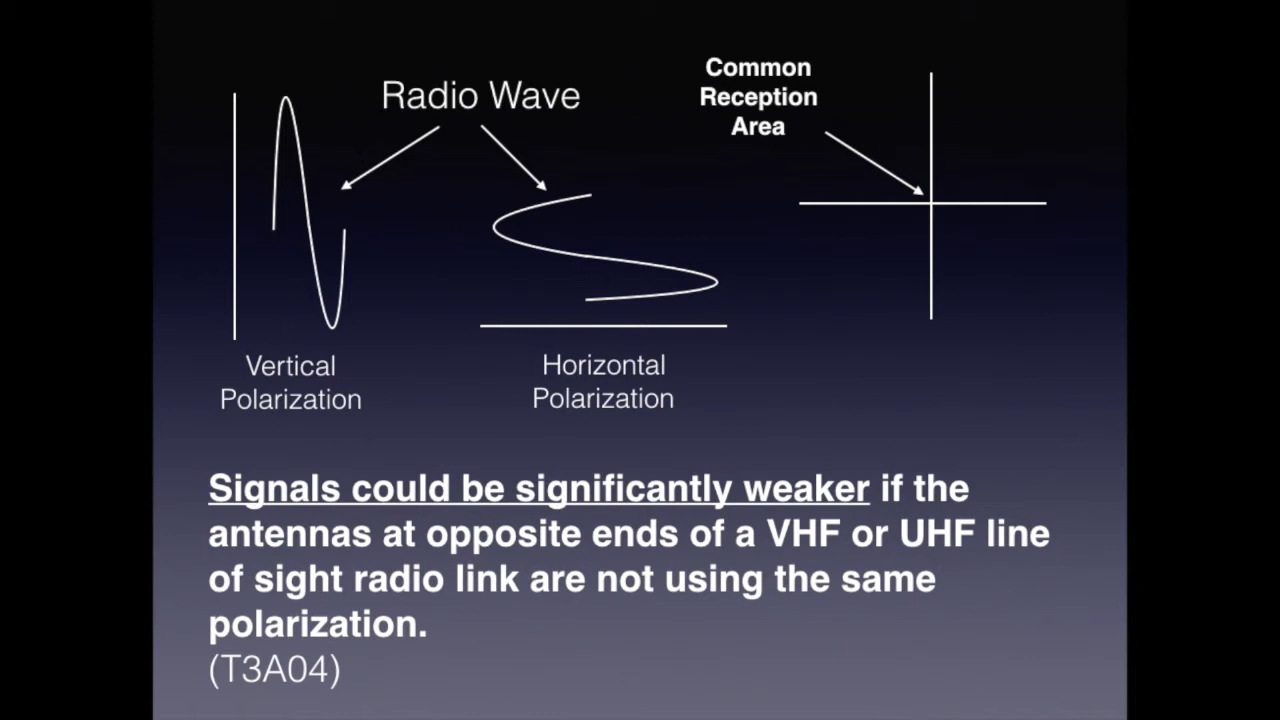 Radio Wave
Common
Reception
Area
Vertical
Polarization
Horizontal
Polarization
Signals could be significantly weaker if the
antennas at opposite ends of a VHF or UHF line
of sight radio link are not using the same
polarization.
(T3A04)